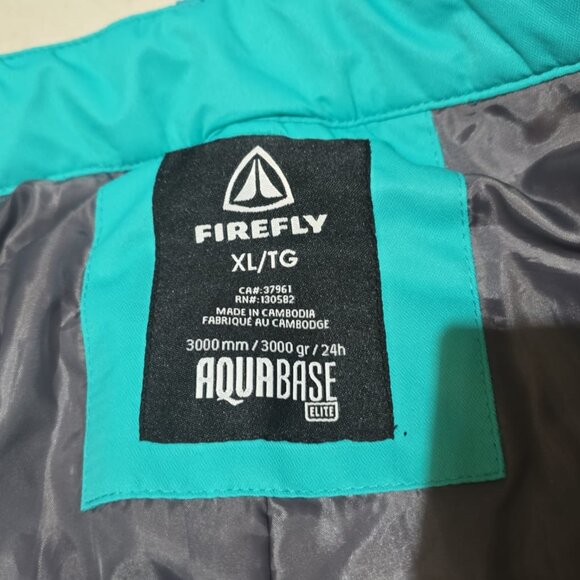 FIREFLY
XL/TG
CA#:37961
RN#:130582
MADE IN CAMBODIA
FABRIQUÉ AU CAMBODGE
3000 mm / 3000 gr / 24h
AQUABASE
ELITE